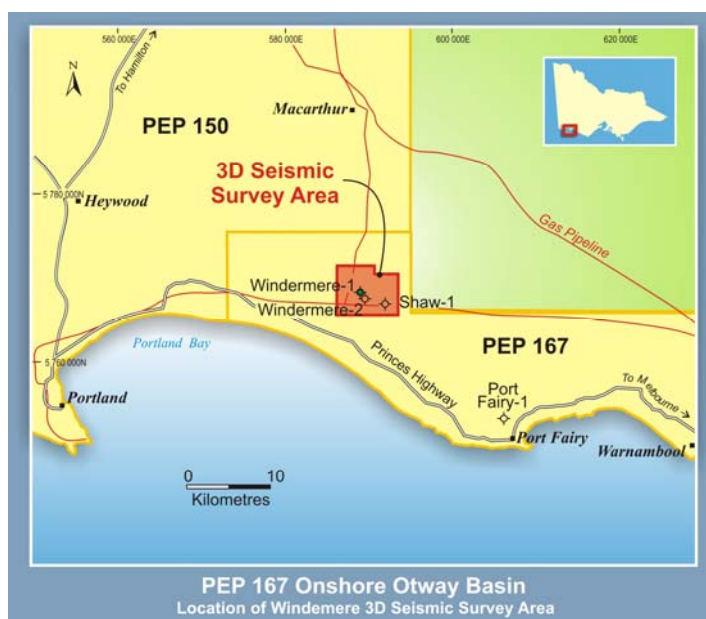 560 000E
580 000E
600 000E
620 000E
N
To Hamilton
Macarthur
PEP 150
3D Seismic
Survey Area
5 780 000N
Heywood
Gas Pipeline
Windermere-1
Windermere-2
Shaw-1
Portland Bay
PEP 167
5 760 000N
Princes Highway
Port
Fairy-1
To Melbourne
Portland
Port Fairy
Warnambool
0 10
Kilometres
PEP 167 Onshore Otway Basin
Location of Windemere 3D Seismic Survey Area